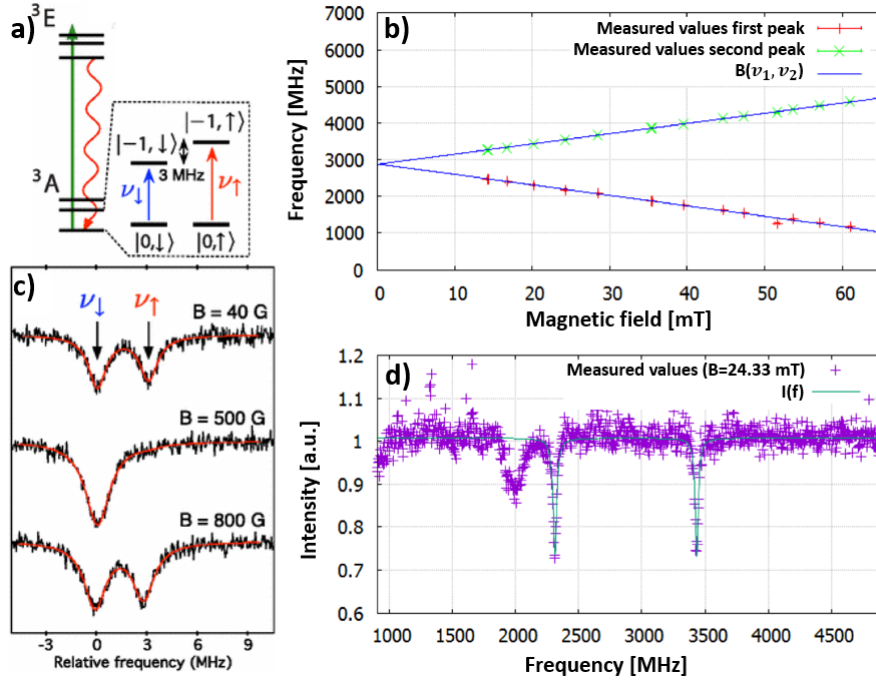 a)
³E
³A
|−1,↑⟩
|−1,↓⟩
3 MHz
ν↓
ν↑
|0,↓⟩
|0,↑⟩
b)
Measured values first peak
Measured values second peak
B(ν₁, ν₂)
Frequency [MHz]
7000
6000
5000
4000
3000
2000
1000
0
0
10
20
30
40
50
60
Magnetic field [mT]
c)
ν↓
ν↑
B = 40 G
B = 500 G
B = 800 G
-3
0
3
6
9
Relative frequency (MHz)
d)
Measured values (B=24.33 mT)
I(f)
Intensity [a.u.]
1.2
1.1
1
0.9
0.8
0.7
0.6
1000
1500
2000
2500
3000
3500
4000
4500
Frequency [MHz]